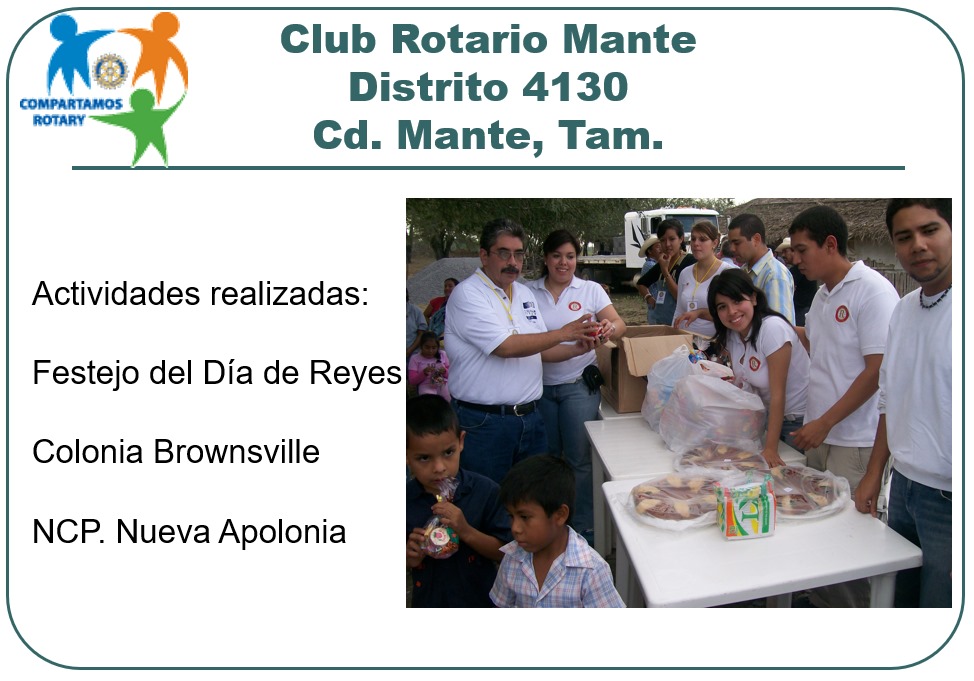 COMPARTAMOS
ROTARY
Club Rotario Mante
Distrito 4130
Cd. Mante, Tam.
Actividades realizadas:
Festejo del Día de Reyes
Colonia Brownsville
NCP. Nueva Apolonia